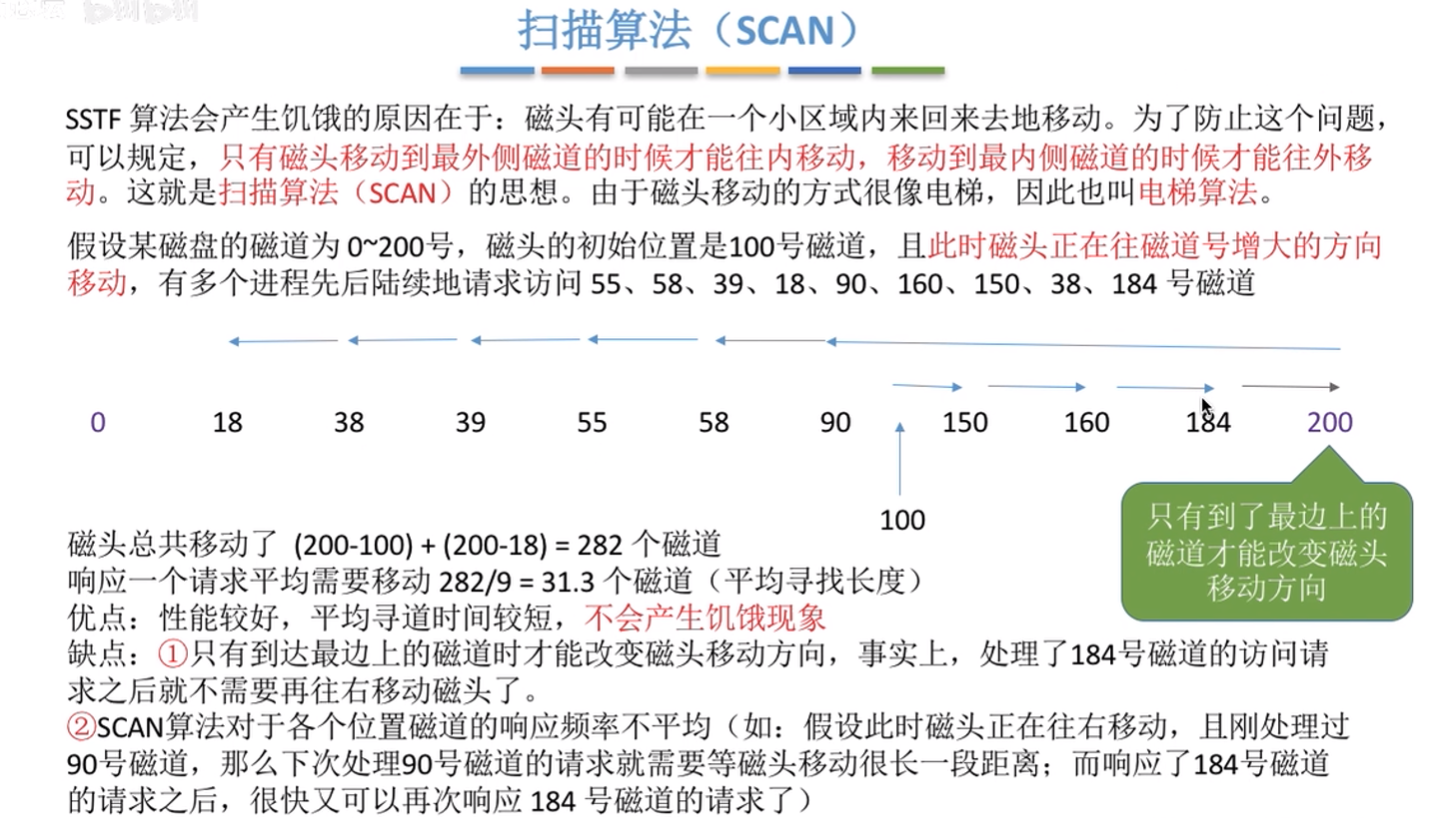 扫描算法（SCAN）
SSTF 算法会产生饥饿的原因在于：磁头有可能在一个小区域内来回来去地移动。为了防止这个问题，
可以规定，只有磁头移动到最外侧磁道的时候才能往内移动，移动到最内侧磁道的时候才能往外移
动。这就是扫描算法（SCAN）的思想。由于磁头移动的方式很像电梯，因此也叫电梯算法。
假设某磁盘的磁道为 0~200号，磁头的初始位置是100号磁道，且此时磁头正在往磁道号增大的方向
移动，有多个进程先后陆续地请求访问 55、58、39、18、90、160、150、38、184 号磁道
0 18 38 39 55 58 90 150 160 184 200
100
只有到了最边上的
磁道才能改变磁头
移动方向
磁头总共移动了 (200-100) + (200-18) = 282 个磁道
响应一个请求平均需要移动 282/9 = 31.3 个磁道（平均寻找长度）
优点：性能较好，平均寻道时间较短，不会产生饥饿现象
缺点：①只有到达最边上的磁道时才能改变磁头移动方向，事实上，处理了184号磁道的访问请
求之后就不需要再往右移动磁头了。
②SCAN算法对于各个位置磁道的响应频率不平均（如：假设此时磁头正在往右移动，且刚处理过
90号磁道，那么下次处理90号磁道的请求就需要等磁头移动很长一段距离；而响应了184号磁道
的请求之后，很快又可以再次响应 184 号磁道的请求了）